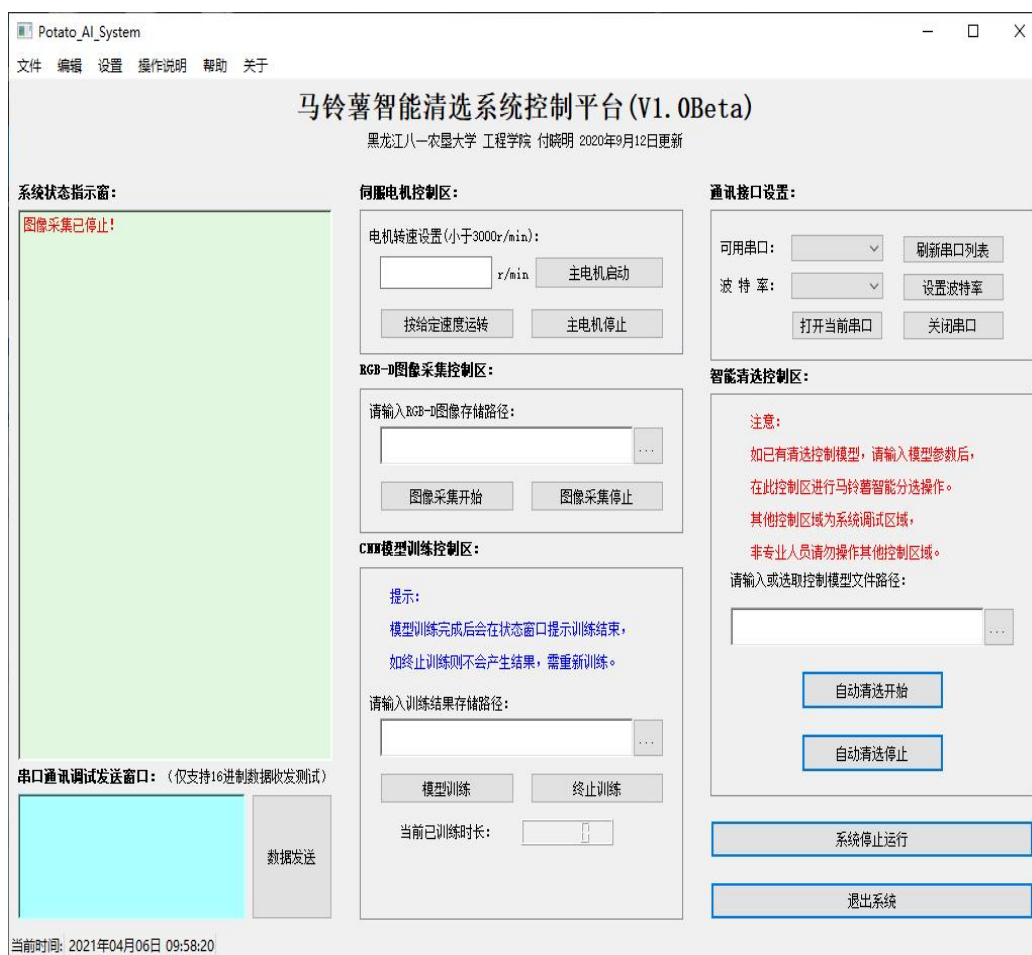 Potato_AI_System
文件 编辑 设置 操作说明 帮助 关于
马铃薯智能清选系统控制平台(V1.0Beta)
黑龙江八一农垦大学 工程学院 付晓明 2020年9月12日更新
系统状态指示窗:
图像采集已停止!
串口通讯调试发送窗口: (仅支持16进制数据收发测试)
数据发送
伺服电机控制区:
电机转速设置(小于3000r/min):
r/min 主电机启动
按给定速度运转 主电机停止
RGB-D图像采集控制区:
请输入RGB-D图像存储路径:
...
图像采集开始 图像采集停止
CNN模型训练控制区:
提示:
模型训练完成后会在状态窗口提示训练结束,
如终止训练则不会产生结果,需重新训练。
请输入训练结果存储路径:
...
模型训练 终止训练
当前已训练时长: 0
通讯接口设置:
可用串口: 刷新串口列表
波 特 率: 设置波特率
打开当前串口 关闭串口
智能清选控制区:
注意:
如已有清选控制模型,请输入模型参数后,
在此控制区进行马铃薯智能分选操作。
其他控制区域为系统调试区域,
非专业人员请勿操作其他控制区域。
请输入或选取控制模型文件路径:
...
自动清选开始
自动清选停止
系统停止运行
退出系统
当前时间: 2021年04月06日 09:58:20